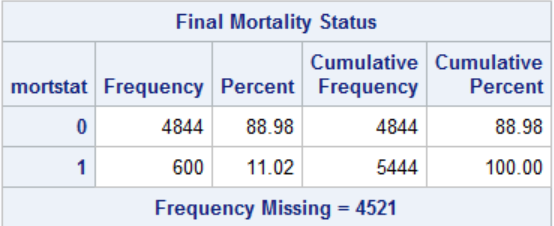 Final Mortality Status
mortstat Frequency Percent Cumulative Frequency Cumulative Percent
0 4844 88.98 4844 88.98
1 600 11.02 5444 100.00
Frequency Missing = 4521